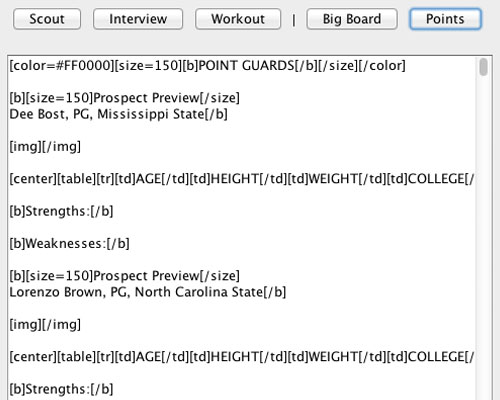 Scout Interview Workout | Big Board Points
[color=#FF0000][size=150][b]POINT GUARDS[/b][/size][/color]
[b][size=150]Prospect Preview[/size]
Dee Bost, PG, Mississippi State[/b]
[img][/img]
[center][table][tr][td]AGE[/td][td]HEIGHT[/td][td]WEIGHT[/td][td]COLLEGE[/
[b]Strengths:[/b]
[b]Weaknesses:[/b]
[b][size=150]Prospect Preview[/size]
Lorenzo Brown, PG, North Carolina State[/b]
[img][/img]
[center][table][tr][td]AGE[/td][td]HEIGHT[/td][td]WEIGHT[/td][td]COLLEGE[/
[b]Strengths:[/b]